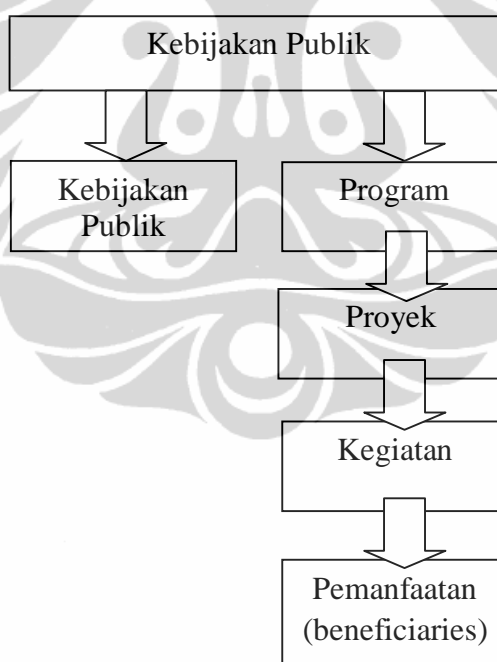 Kebijakan Publik
Kebijakan
Publik
Program
Proyek
Kegiatan
Pemanfaatan
(beneficiaries)